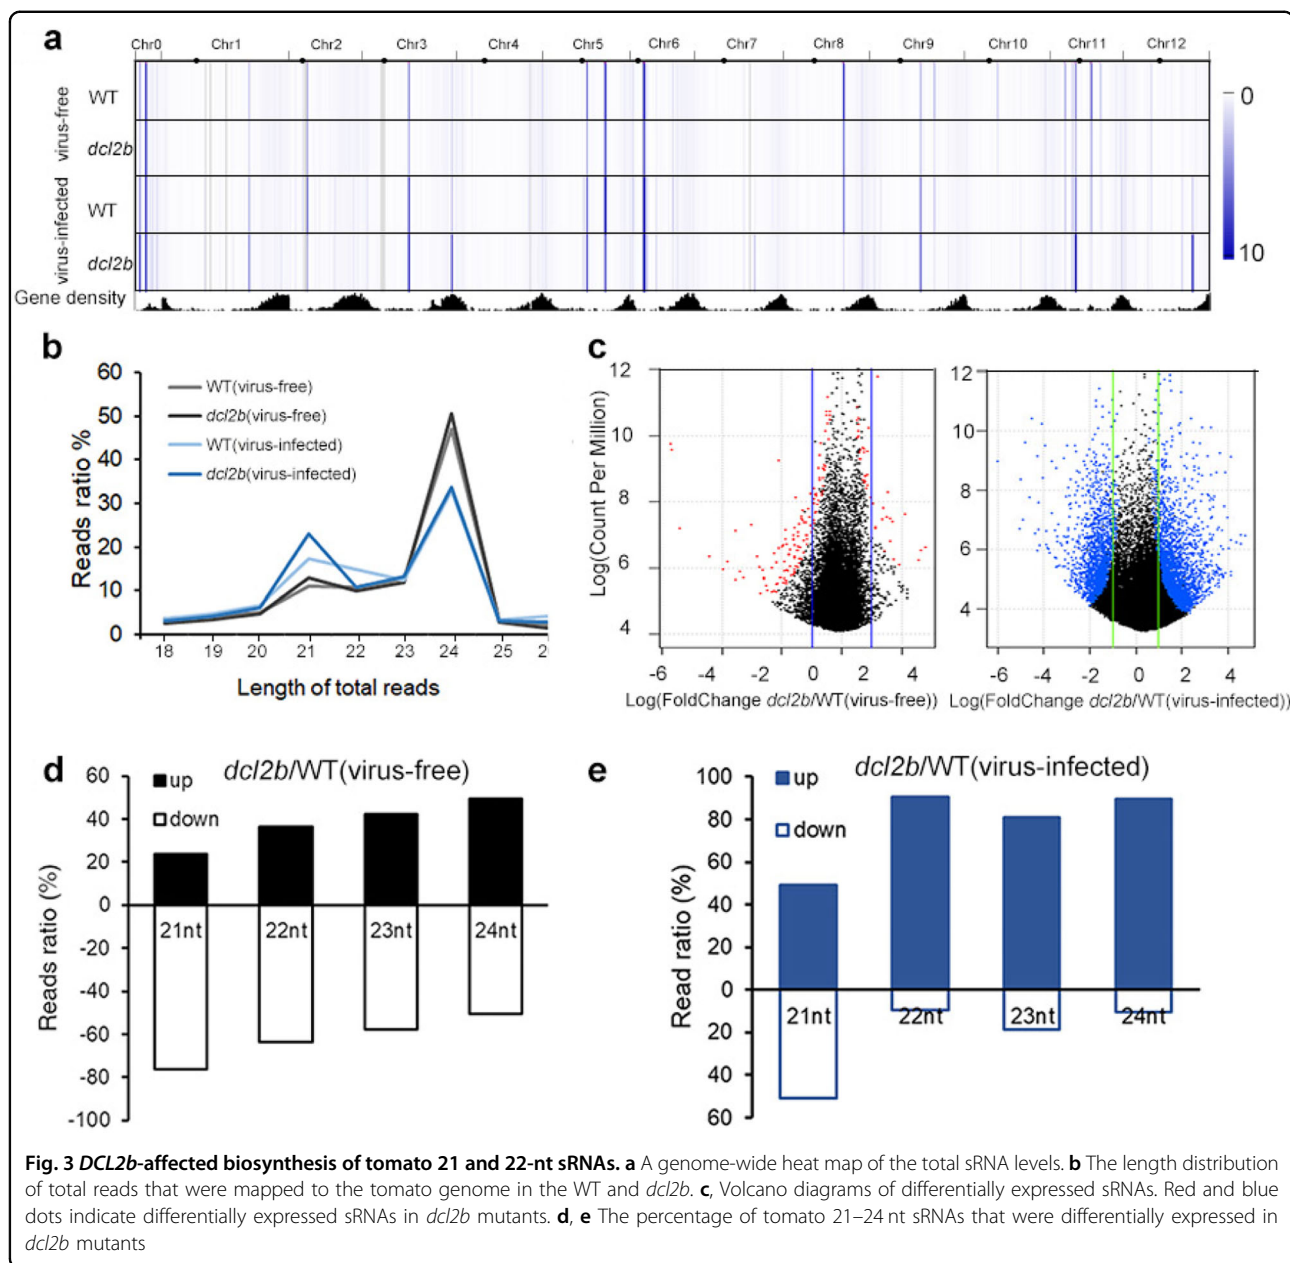 a
Chr0 Chr1 Chr2 Chr3 Chr4 Chr5 Chr6 Chr7 Chr8 Chr9 Chr10 Chr11 Chr12
virus-free
WT
dcl2b
virus-infected
WT
dcl2b
Gene density
0
10
b
Reads ratio %
60
50
40
30
20
10
0
WT(virus-free)
dcl2b(virus-free)
WT(virus-infected)
dcl2b(virus-infected)
18 19 20 21 22 23 24 25 2
Length of total reads
c
Log(Count Per Million)
12
10
8
6
4
-6 -4 -2 0 2 4
Log(FoldChange dcl2b/WT(virus-free))
12
10
8
6
4
-6 -4 -2 0 2 4
Log(FoldChange dcl2b/WT(virus-infected))
d
dcl2b/WT(virus-free)
up
down
Reads ratio (%)
60
40
20
0
-20
-40
-60
-80
-100
21nt 22nt 23nt 24nt
e
dcl2b/WT(virus-infected)
up
down
Read ratio (%)
100
80
60
40
20
0
20
40
60
21nt 22nt 23nt 24nt
Fig. 3 DCL2b-affected biosynthesis of tomato 21 and 22-nt sRNAs. a A genome-wide heat map of the total sRNA levels. b The length distribution
of total reads that were mapped to the tomato genome in the WT and dcl2b. c, Volcano diagrams of differentially expressed sRNAs. Red and blue
dots indicate differentially expressed sRNAs in dcl2b mutants. d, e The percentage of tomato 21–24 nt sRNAs that were differentially expressed in
dcl2b mutants